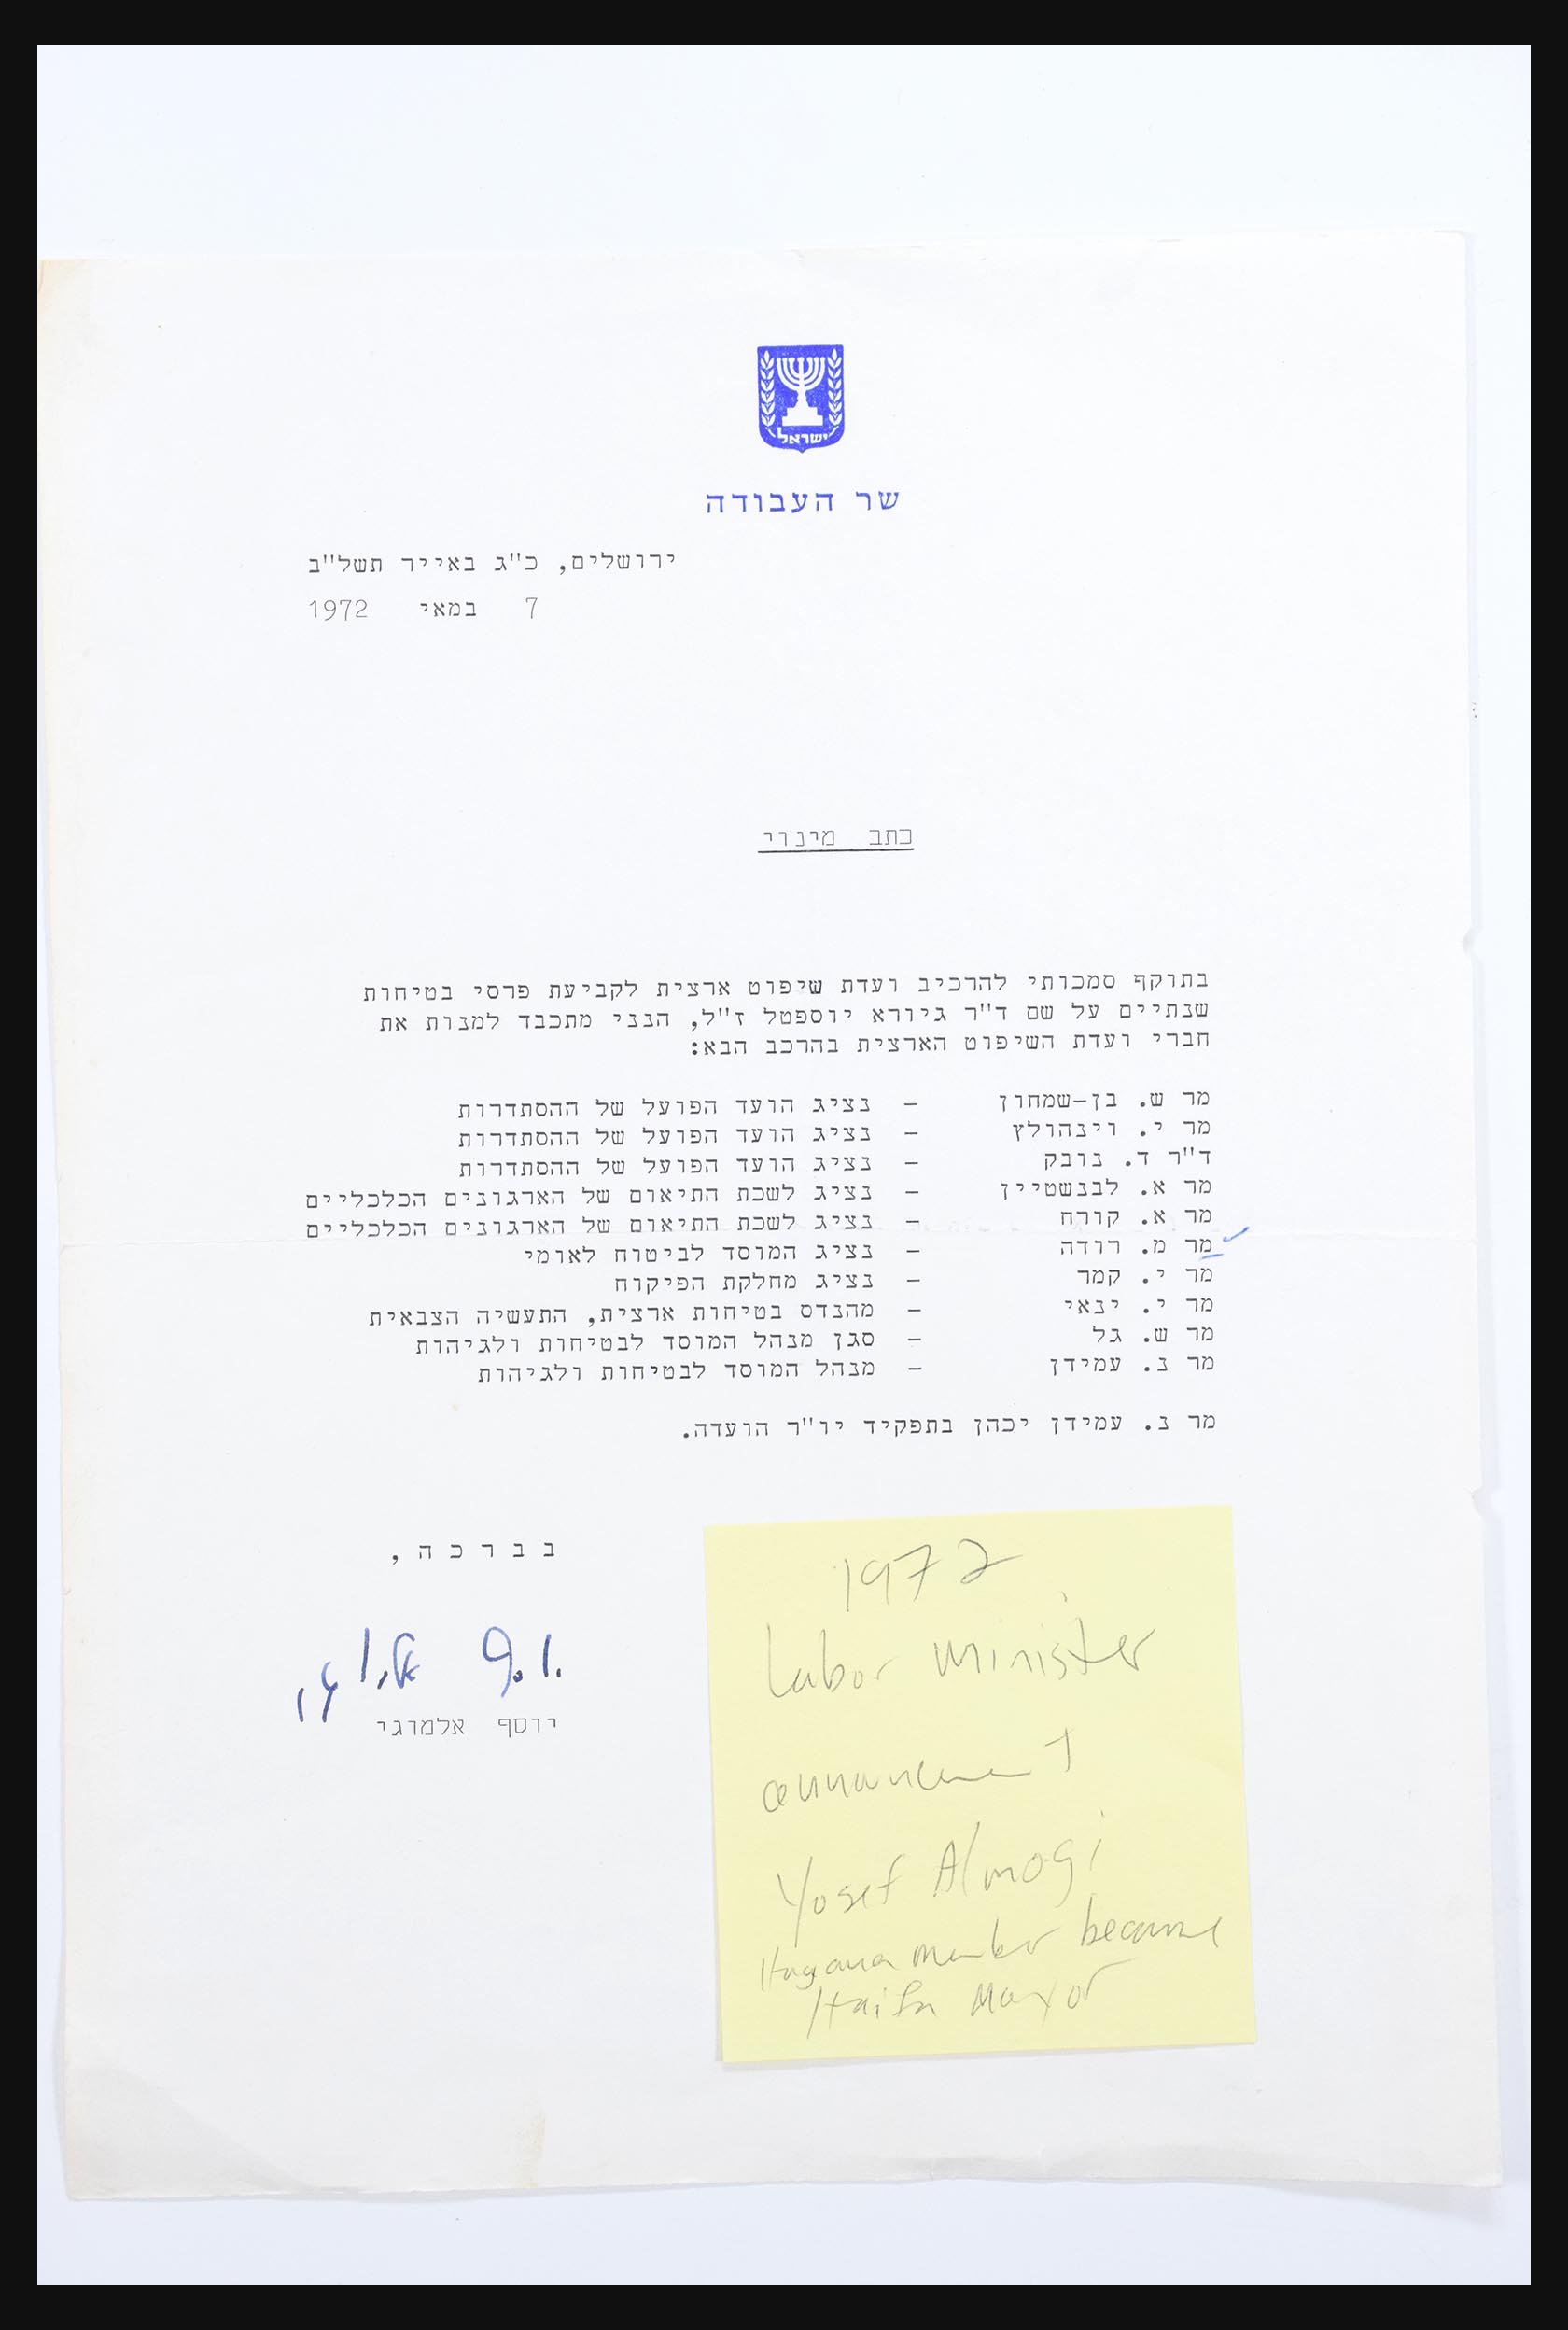 ישראל
שר העבודה
ירושלים, כ"ג באייר תשל"ב
7 במאי 1972
כתב מינוי
בתוקף סמכותי להרכיב ועדת שיפוט ארצית לקביעת פרסי בטיחות
שנתיים על שם ד"ר גיורא יוספטל ז"ל, הנני מתכבד למנות את
חברי ועדת השיפוט הארצית בהרכב הבא:
מר ש. בן-שמחון - נציג הועד הפועל של ההסתדרות
מר י. וינהולץ - נציג הועד הפועל של ההסתדרות
ד"ר ד. נובק - נציג הועד הפועל של ההסתדרות
מר א. לבנשטיין - נציג לשכת התיאום של הארגונים הכלכליים
מר א. קורח - נציג לשכת התיאום של הארגונים הכלכליים
מר מ. רודה - נציג המוסד לביטוח לאומי
מר י. קמר - נציג מחלקת הפיקוח
מר י. ינאי - מהנדס בטיחות ארצית, התעשיה הצבאית
מר ש. גל - סגן מנהל המוסד לבטיחות ולגיהות
מר נ. עמידן - מנהל המוסד לבטיחות ולגיהות
מר נ. עמידן יכהן בתפקיד יו"ר הועדה.
ב ב ר כ ה ,
יוסף אלמוגי
1972
Labor Minister
announcement
Yosef Almogi
Hagana member became
Haifa Mayor